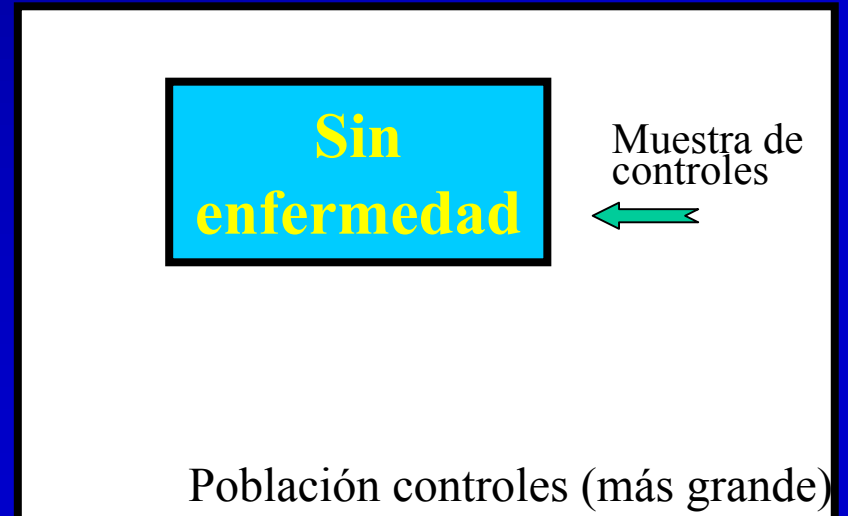 Sin
enfermedad
Muestra de
controles
Población controles (más grande)